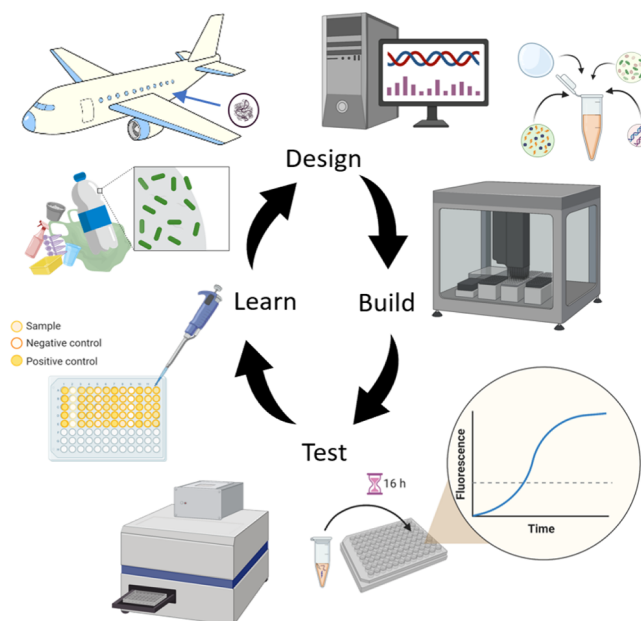 Design
Learn
Build
Sample
Negative control
Positive control
Test
16 h
Fluorescence
Time